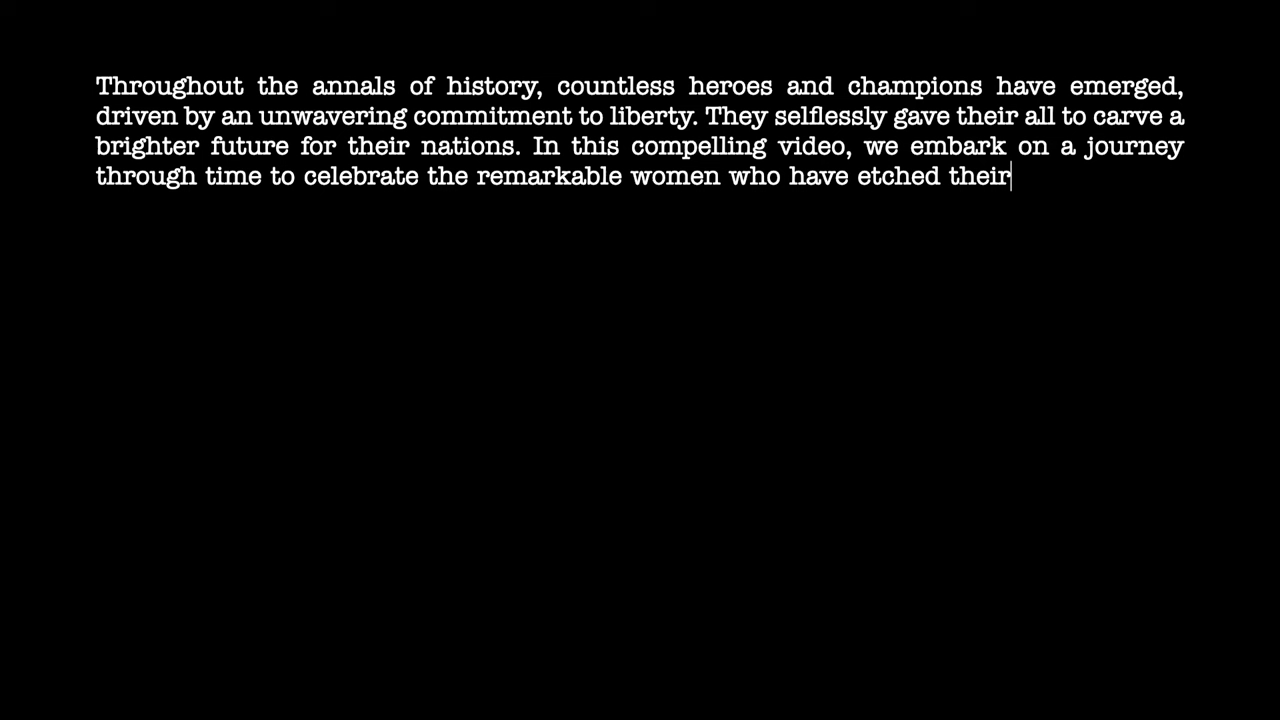 Throughout the annals of history, countless heroes and champions have emerged,
driven by an unwavering commitment to liberty. They selflessly gave their all to carve a
brighter future for their nations. In this compelling video, we embark on a journey
through time to celebrate the remarkable women who have etched their